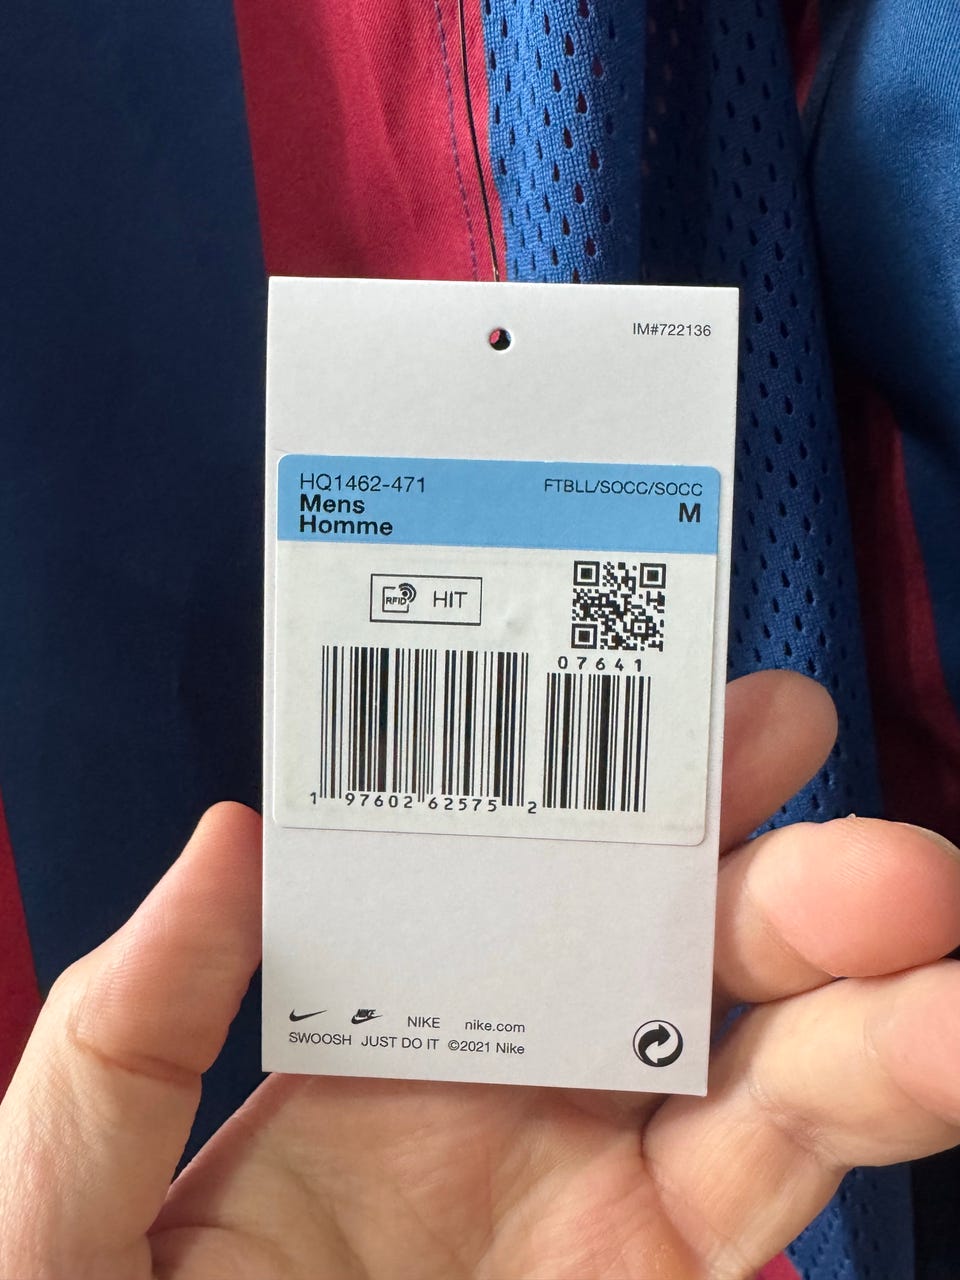 IM#722136
HQ1462-471 FTBLL/SOCC/SOCC
Mens M
Homme
RFID HIT
07641
1 97602 62575 2
NIKE NIKE nike.com
SWOOSH JUST DO IT ©2021 Nike